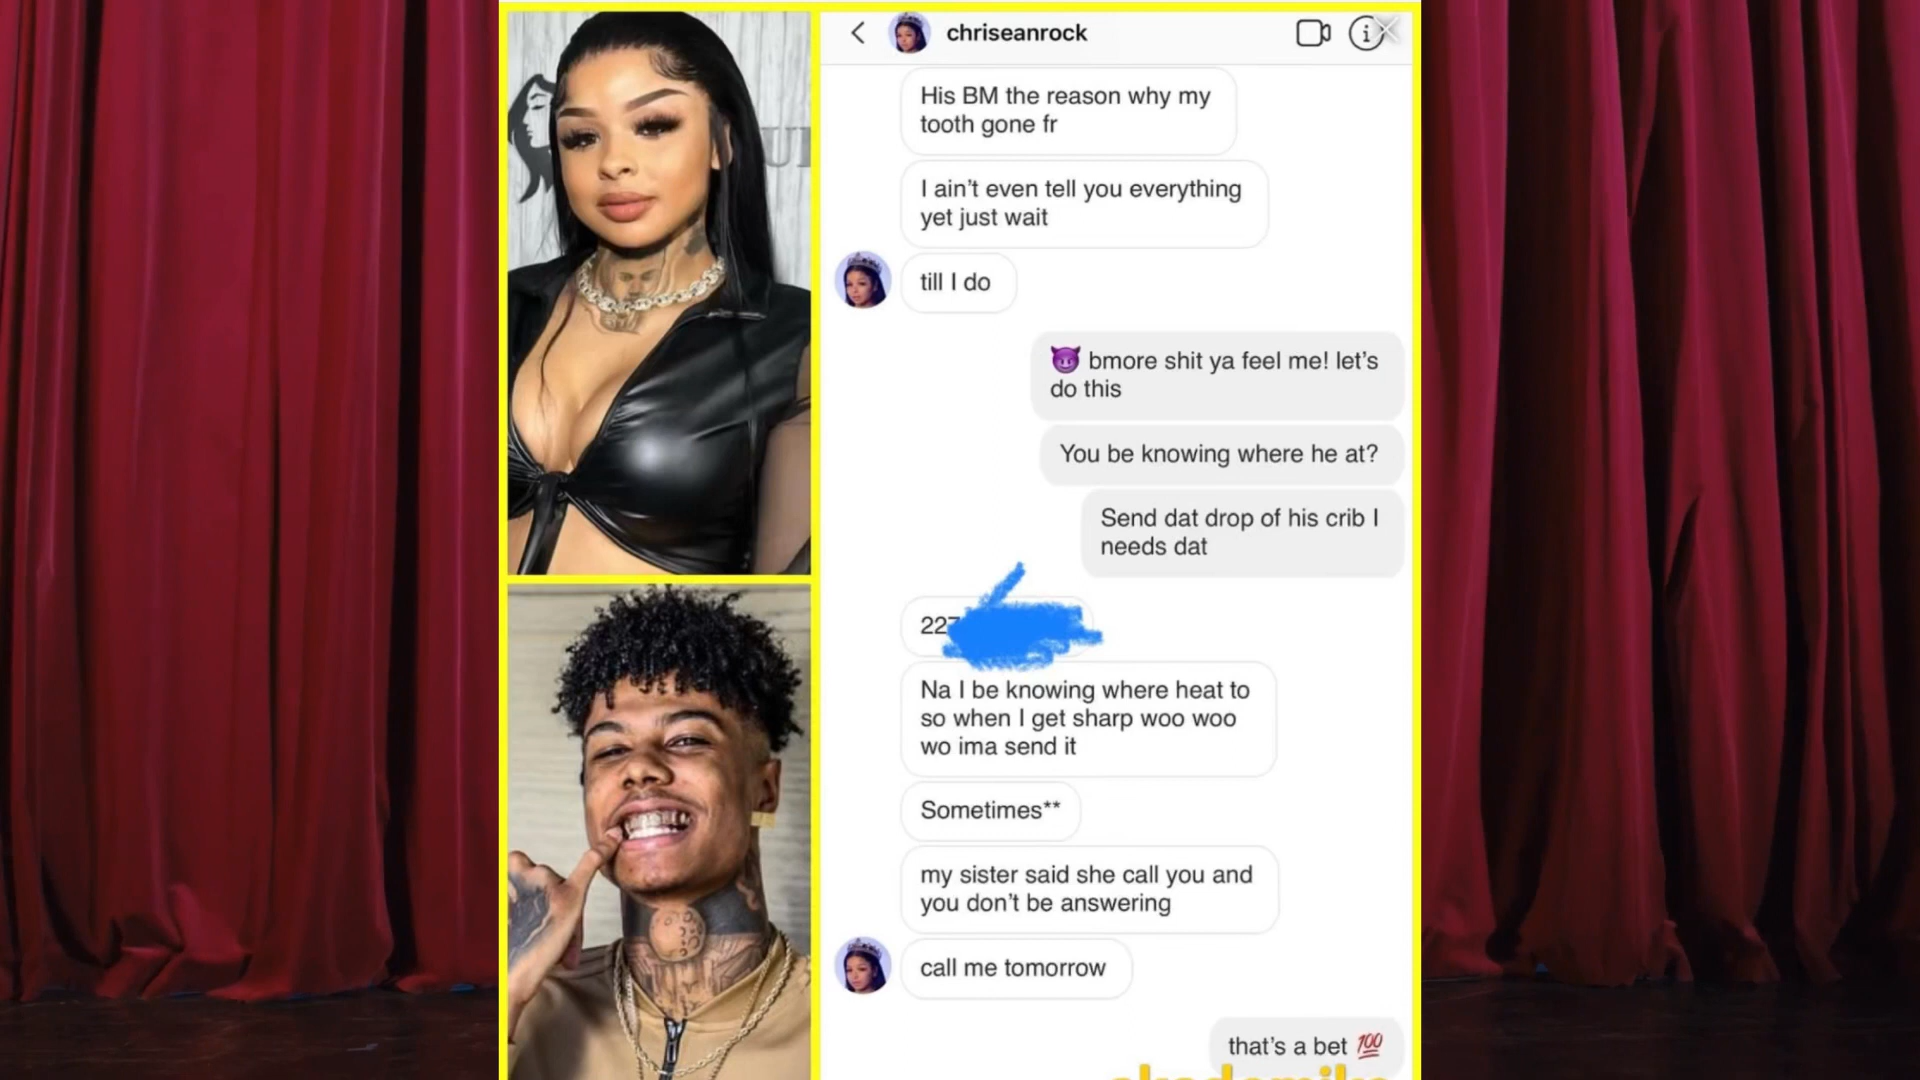 chriseanrock
His BM the reason why my
tooth gone fr
I ain't even tell you everything
yet just wait
till I do
😈 bmore shit ya feel me! let's
do this
You be knowing where he at?
Send dat drop of his crib I
needs dat
227
Na I be knowing where heat to
so when I get sharp woo woo
wo ima send it
Sometimes**
my sister said she call you and
you don't be answering
call me tomorrow
that's a bet 💯